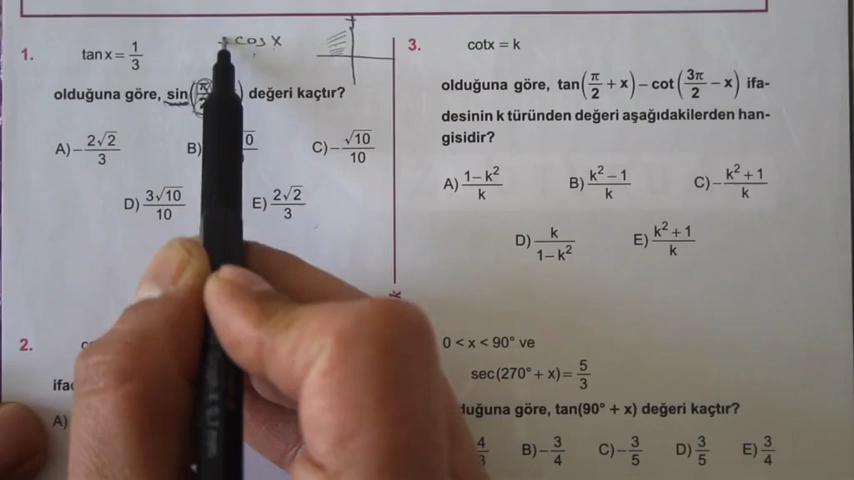 + cos x
1.
tan x = 1/3
olduğuna göre, sin(π/2 x) değeri kaçtır?
A) -2√2/3 B) C) -√10/10
D) 3√10/10 E) 2√2/3
2.
A)
3.
cotx = k
olduğuna göre, tan(π/2 + x) - cot(3π/2 - x) ifa-
desinin k türünden değeri aşağıdakilerden han-
gisidir?
A) 1-k²/k B) k²-1/k C) -k²+1/k
D) k/1-k² E) k²+1/k
0 < x < 90° ve
sec(270° + x) = 5/3
göre, tan(90° + x) değeri kaçtır?
B) -3/4 C) -3/5 D) 3/5 E) 3/4